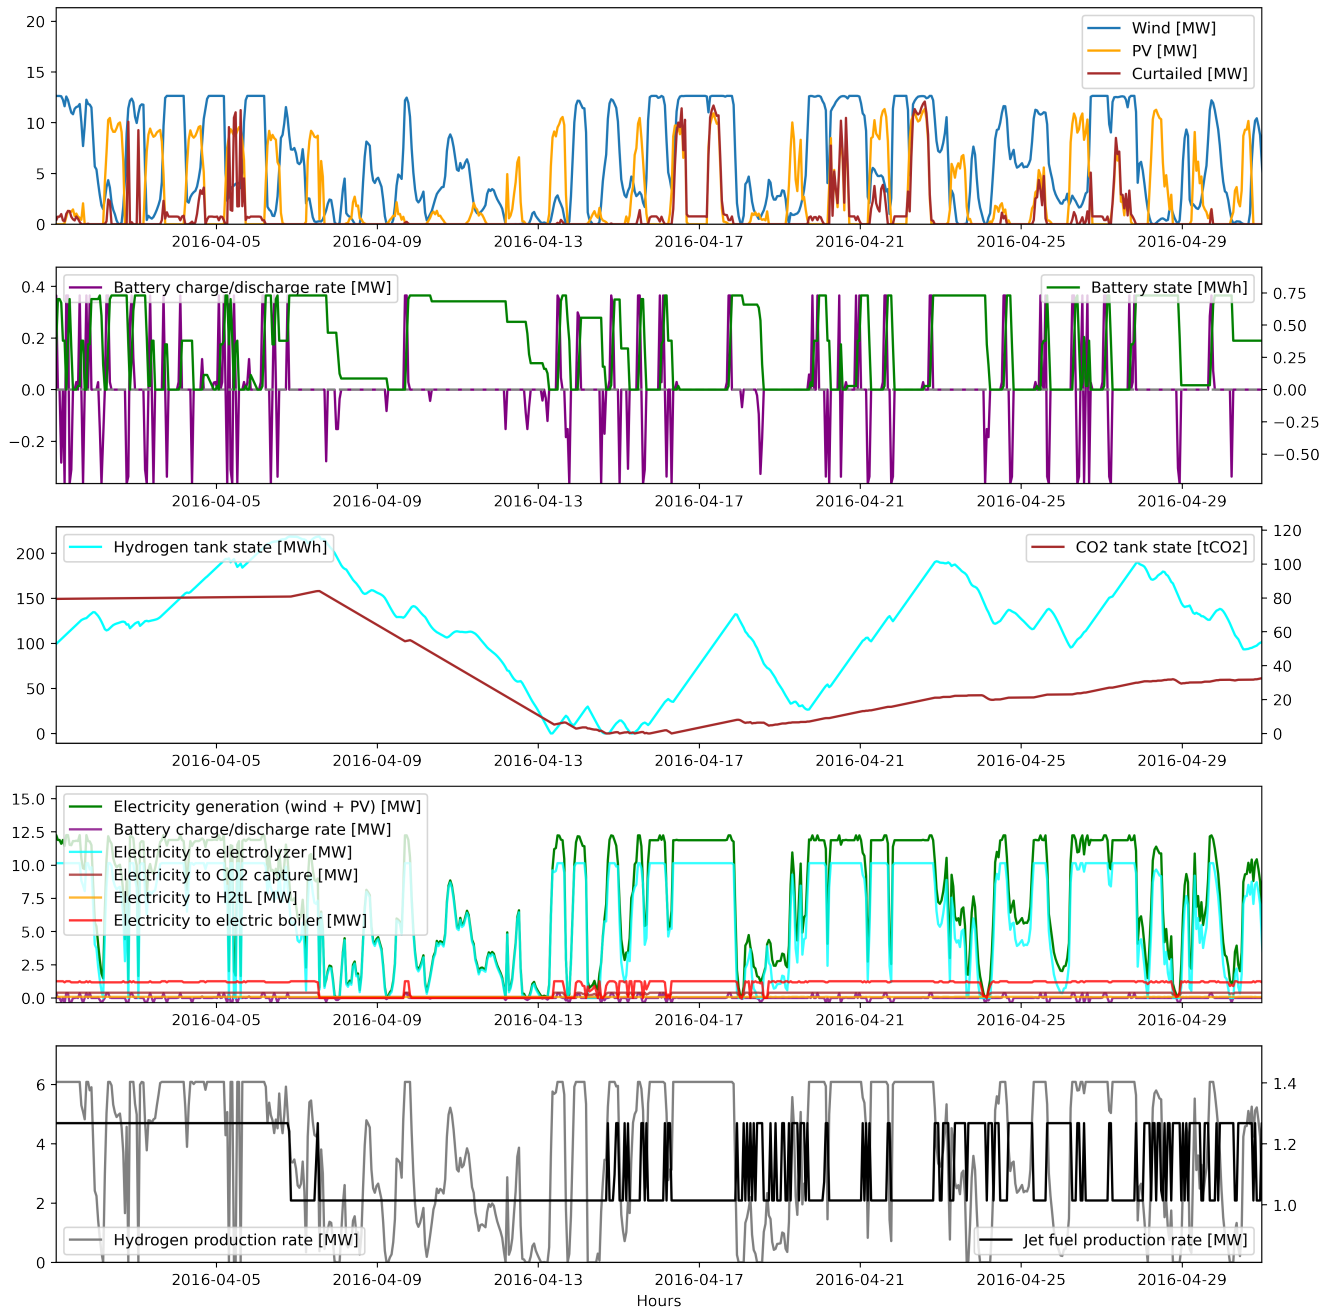 20
15
10
5
0
Wind [MW]
PV [MW]
Curtailed [MW]
2016-04-05 2016-04-09 2016-04-13 2016-04-17 2016-04-21 2016-04-25 2016-04-29
0.4
0.2
0.0
−0.2
Battery charge/discharge rate [MW]
Battery state [MWh]
0.75
0.50
0.25
0.00
−0.25
−0.50
2016-04-05 2016-04-09 2016-04-13 2016-04-17 2016-04-21 2016-04-25 2016-04-29
200
150
100
50
0
Hydrogen tank state [MWh]
CO2 tank state [tCO2]
120
100
80
60
40
20
0
2016-04-05 2016-04-09 2016-04-13 2016-04-17 2016-04-21 2016-04-25 2016-04-29
15.0
12.5
10.0
7.5
5.0
2.5
0.0
Electricity generation (wind + PV) [MW]
Battery charge/discharge rate [MW]
Electricity to electrolyzer [MW]
Electricity to CO2 capture [MW]
Electricity to H2tL [MW]
Electricity to electric boiler [MW]
2016-04-05 2016-04-09 2016-04-13 2016-04-17 2016-04-21 2016-04-25 2016-04-29
6
4
2
0
Hydrogen production rate [MW]
Jet fuel production rate [MW]
1.4
1.2
1.0
2016-04-05 2016-04-09 2016-04-13 2016-04-17 2016-04-21 2016-04-25 2016-04-29
Hours